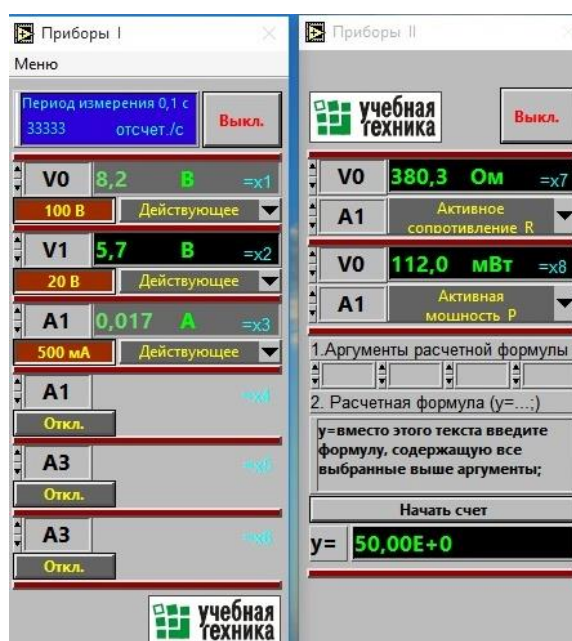 Приборы I
Меню
Период измерения 0,1 с
33333 отсчет./с
Выкл.
V0 8,2 В =x1
100 В Действующее
V1 5,7 В =x2
20 В Действующее
A1 0,017 А =x3
500 мА Действующее
A1 =x4
Откл.
A3 =x5
Откл.
A3 =x6
Откл.
учебная
техника
Приборы II
учебная
техника
Выкл.
V0 380,3 Ом =x7
A1 Активное
сопротивление R
V0 112,0 мВт =x8
A1 Активная
мошность P
1.Аргументы расчетной формулы
2. Расчетная формула (y=...;)
y=вместо этого текста введите
формулу, содержащую все
выбранные выше аргументы;
Начать счет
y= 50,00E+0